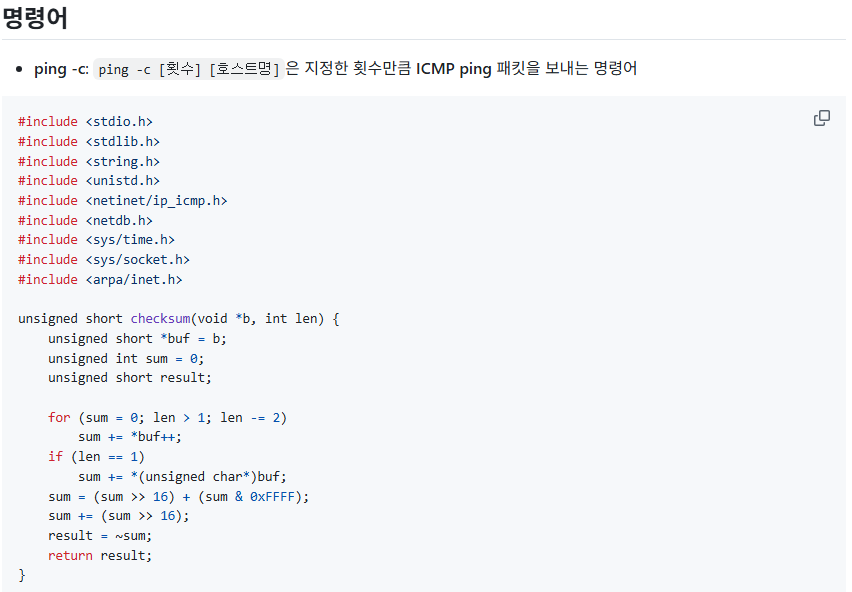 명령어
• ping -c: ping -c [횟수] [호스트명] 은 지정한 횟수만큼 ICMP ping 패킷을 보내는 명령어
#include <stdio.h>
#include <stdlib.h>
#include <string.h>
#include <unistd.h>
#include <netinet/ip_icmp.h>
#include <netdb.h>
#include <sys/time.h>
#include <sys/socket.h>
#include <arpa/inet.h>

unsigned short checksum(void *b, int len) {
    unsigned short *buf = b;
    unsigned int sum = 0;
    unsigned short result;

    for (sum = 0; len > 1; len -= 2)
        sum += *buf++;
    if (len == 1)
        sum += *(unsigned char*)buf;
    sum = (sum >> 16) + (sum & 0xFFFF);
    sum += (sum >> 16);
    result = ~sum;
    return result;
}